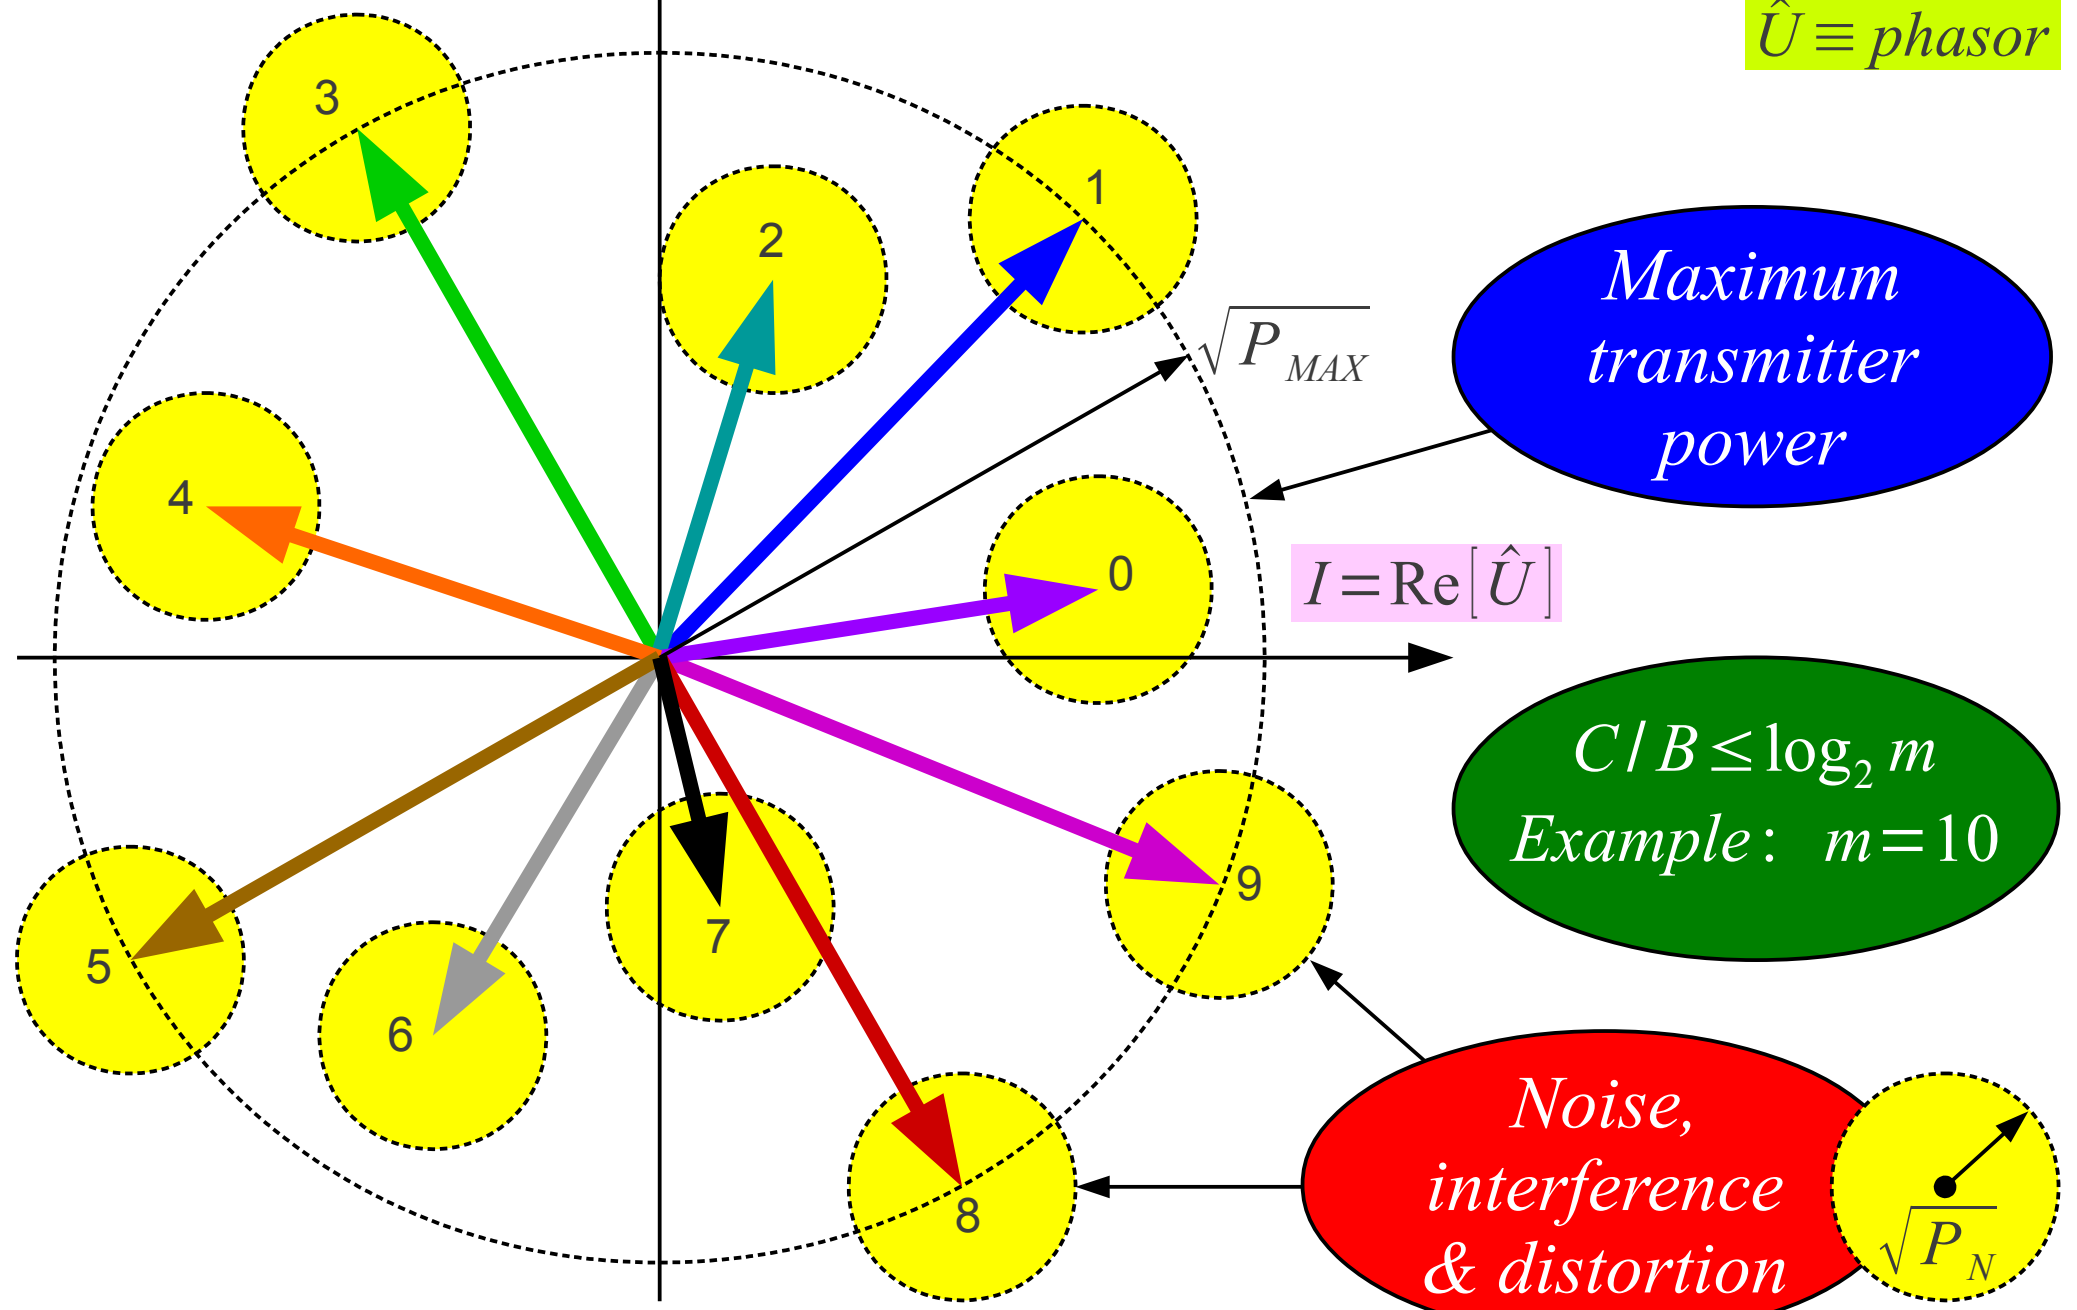 Û ≡ phasor
3
1
2
Maximum
transmitter
power
√P_MAX
4
0
I = Re[Û]
C / B ≤ log₂ m
Example : m = 10
9
7
5
6
8
Noise,
interference
& distortion
√P_N